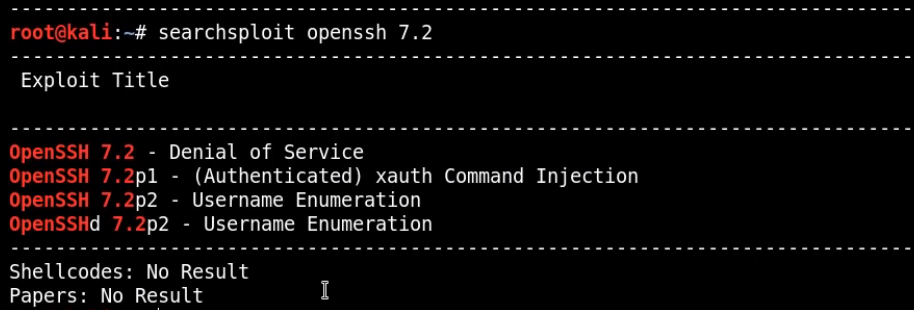 --------------------------------------------------------------------------------
root@kali:~# searchsploit openssh 7.2
--------------------------------------------------------------------------------
 Exploit Title
--------------------------------------------------------------------------------
OpenSSH 7.2 - Denial of Service
OpenSSH 7.2p1 - (Authenticated) xauth Command Injection
OpenSSH 7.2p2 - Username Enumeration
OpenSSHd 7.2p2 - Username Enumeration
--------------------------------------------------------------------------------
Shellcodes: No Result
Papers: No Result